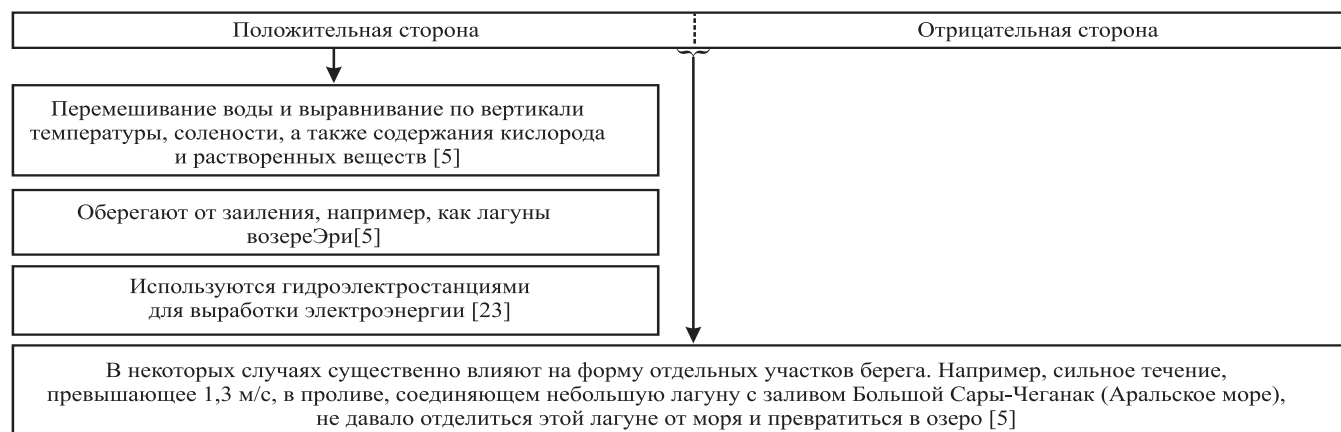 Положительная сторона
Отрицательная сторона
Перемешивание воды и выравнивание по вертикали
температуры, солености, а также содержания кислорода
и растворенных веществ [5]
Оберегают от заиления, например, как лагуны
возереЭри[5]
Используются гидроэлектростанциями
для выработки электроэнергии [23]
В некоторых случаях существенно влияют на форму отдельных участков берега. Например, сильное течение,
превышающее 1,3 м/с, в проливе, соединяющем небольшую лагуну с заливом Большой Сары-Чеганак (Аральское море),
не давало отделиться этой лагуне от моря и превратиться в озеро [5]